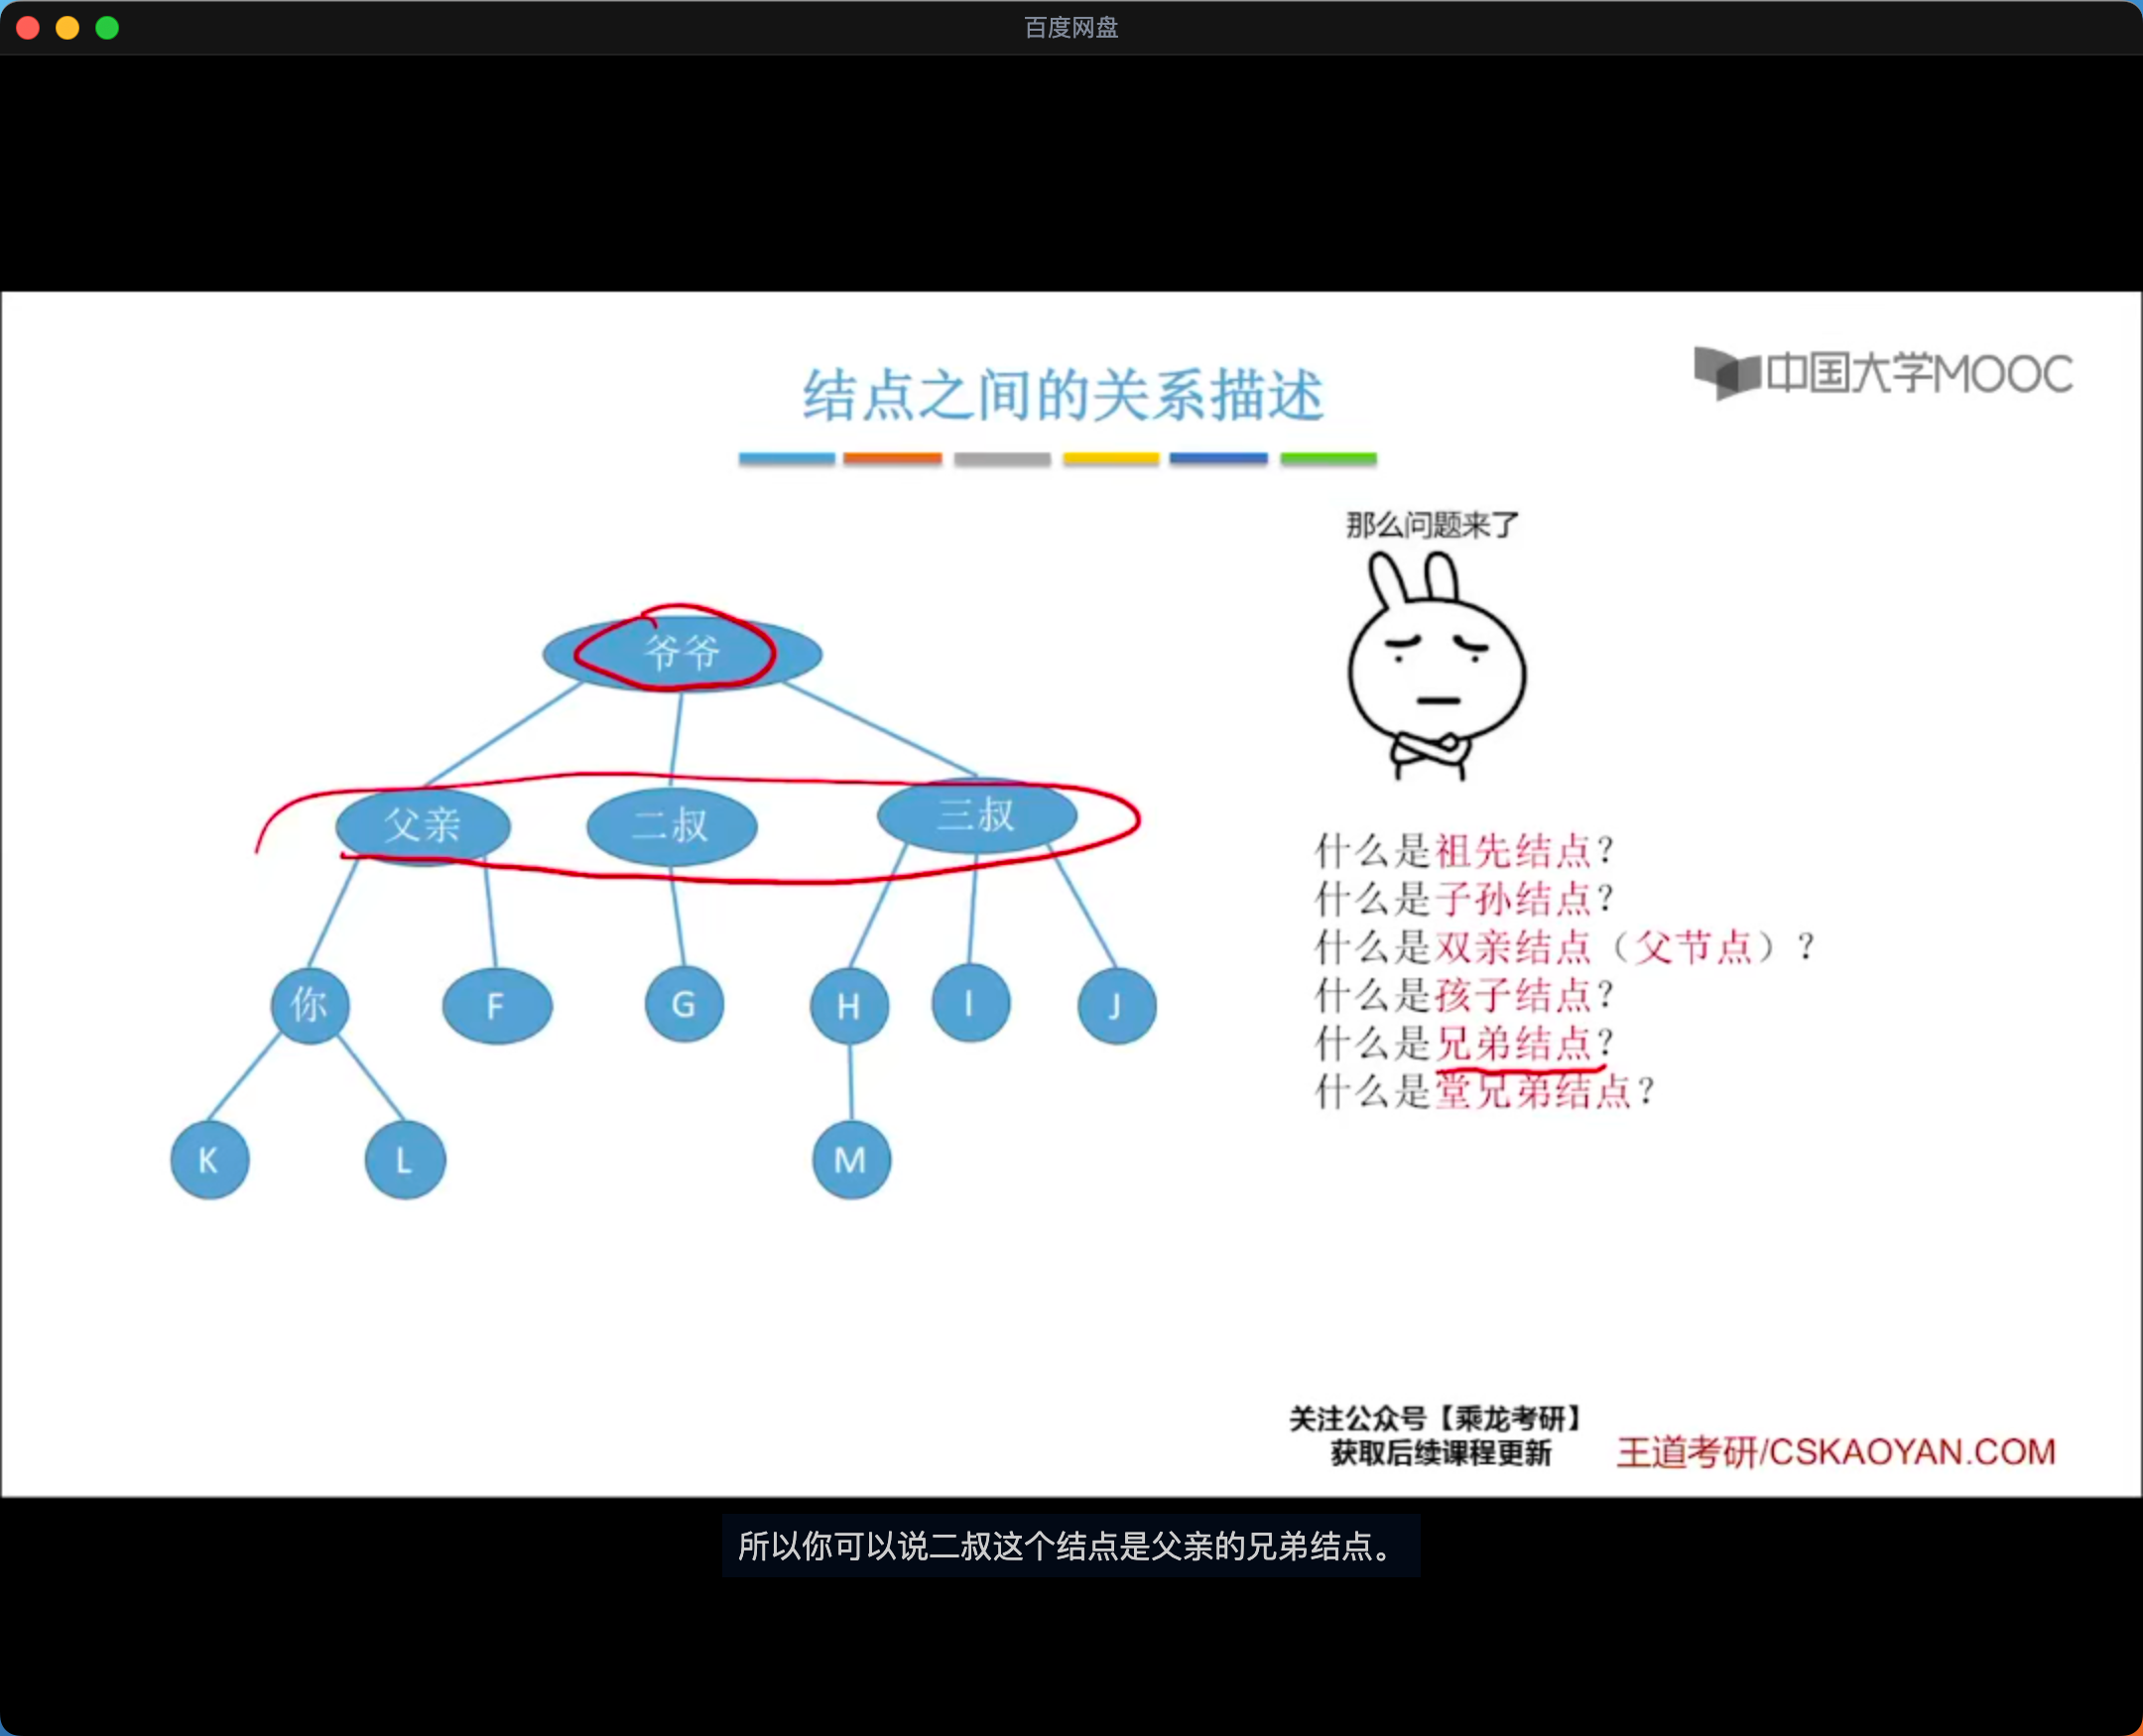 百度网盘
结点之间的关系描述
中国大学MOOC
那么问题来了
爷爷
父亲
二叔
三叔
你
F
G
H
I
J
K
L
M
什么是祖先结点？
什么是子孙结点？
什么是双亲结点（父节点）？
什么是孩子结点？
什么是兄弟结点？
什么是堂兄弟结点？
关注公众号【乘龙考研】
获取后续课程更新
王道考研/CSKAOYAN.COM
所以你可以说二叔这个结点是父亲的兄弟结点。